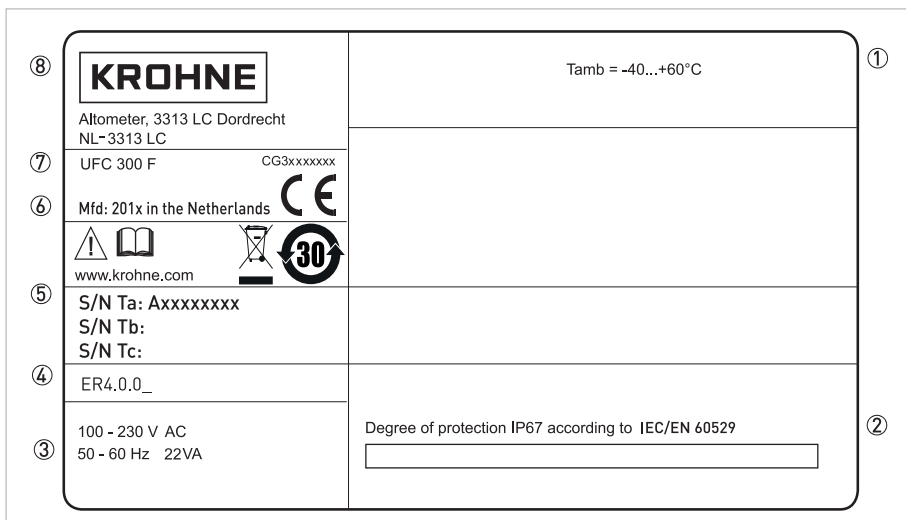 ⑧
KROHNE
Altometer, 3313 LC Dordrecht
NL-3313 LC
⑦
UFC 300 F
CG3xxxxxxx
CE
⑥
Mfd: 201x in the Netherlands
30
www.krohne.com
⑤
S/N Ta: Axxxxxxxx
S/N Tb:
S/N Tc:
④
ER4.0.0_
③
100 - 230 V AC
50 - 60 Hz 22VA
Tamb = -40...+60°C
①
Degree of protection IP67 according to IEC/EN 60529
②